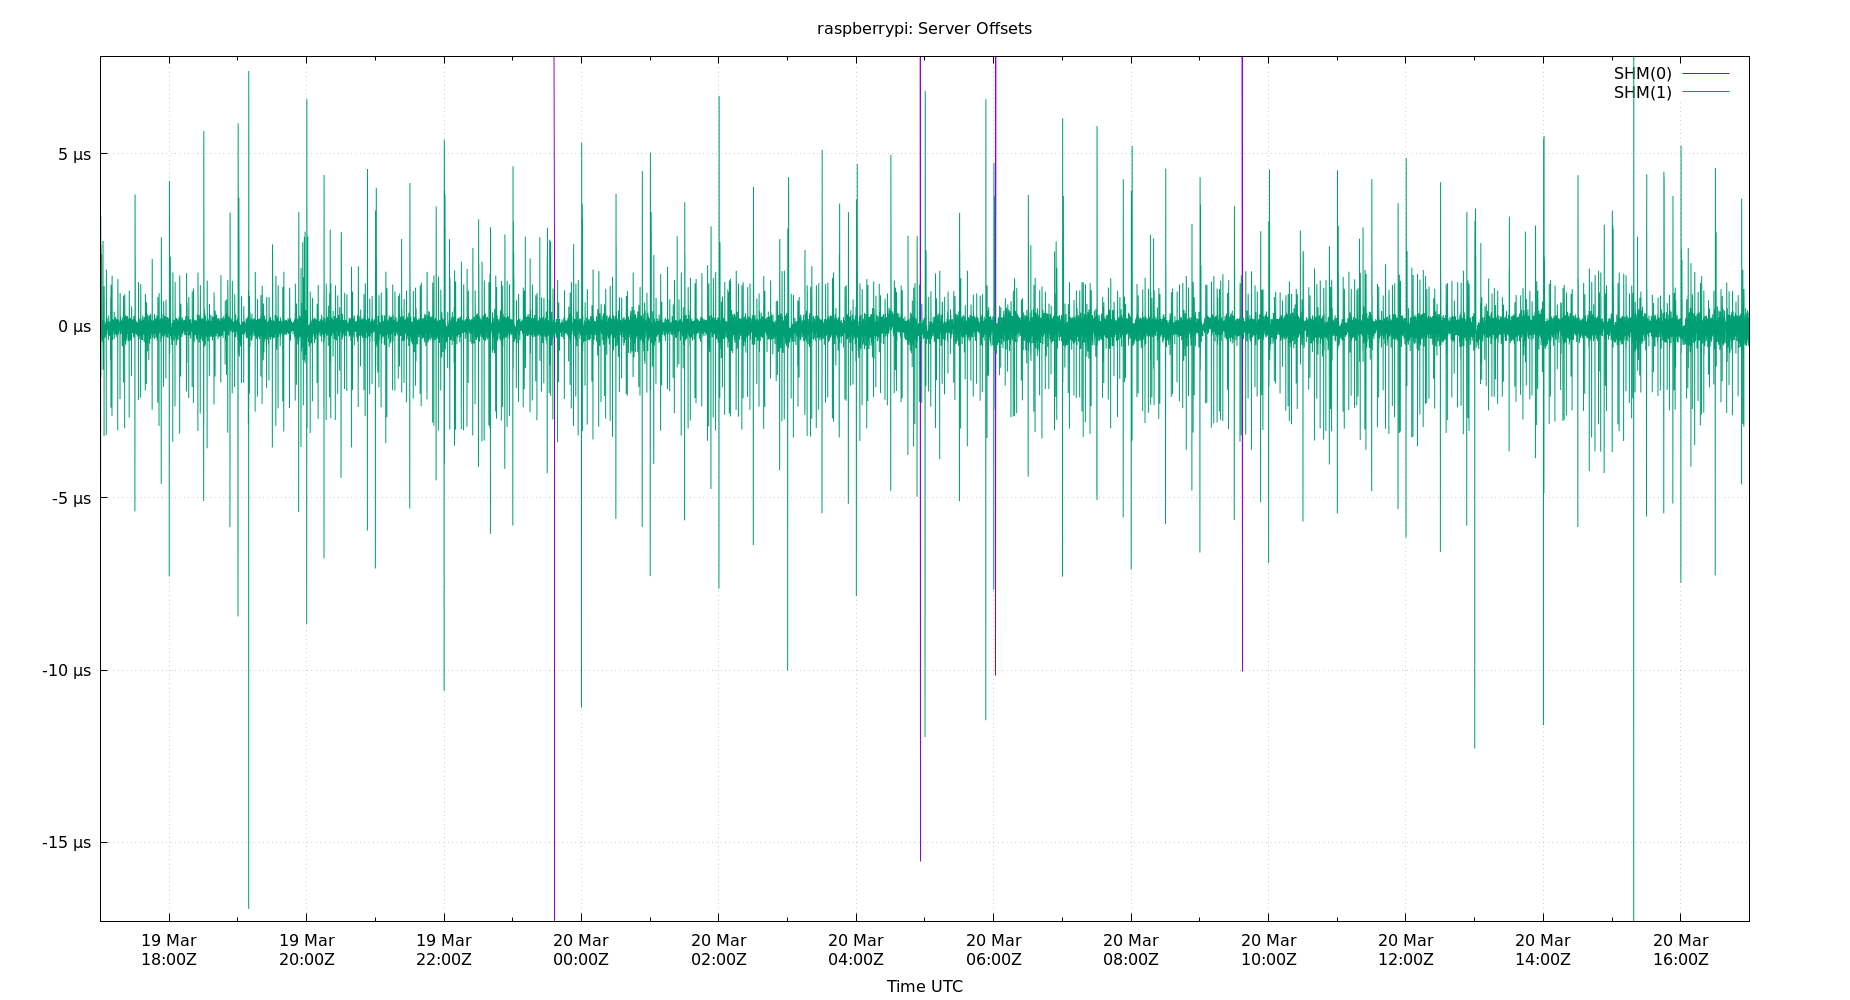 raspberrypi: Server Offsets
SHM(0)
SHM(1)
5 µs
0 µs
-5 µs
-10 µs
-15 µs
19 Mar 19 Mar 19 Mar 20 Mar 20 Mar 20 Mar 20 Mar 20 Mar 20 Mar 20 Mar 20 Mar 20 Mar
18:00Z 20:00Z 22:00Z 00:00Z 02:00Z 04:00Z 06:00Z 08:00Z 10:00Z 12:00Z 14:00Z 16:00Z
Time UTC